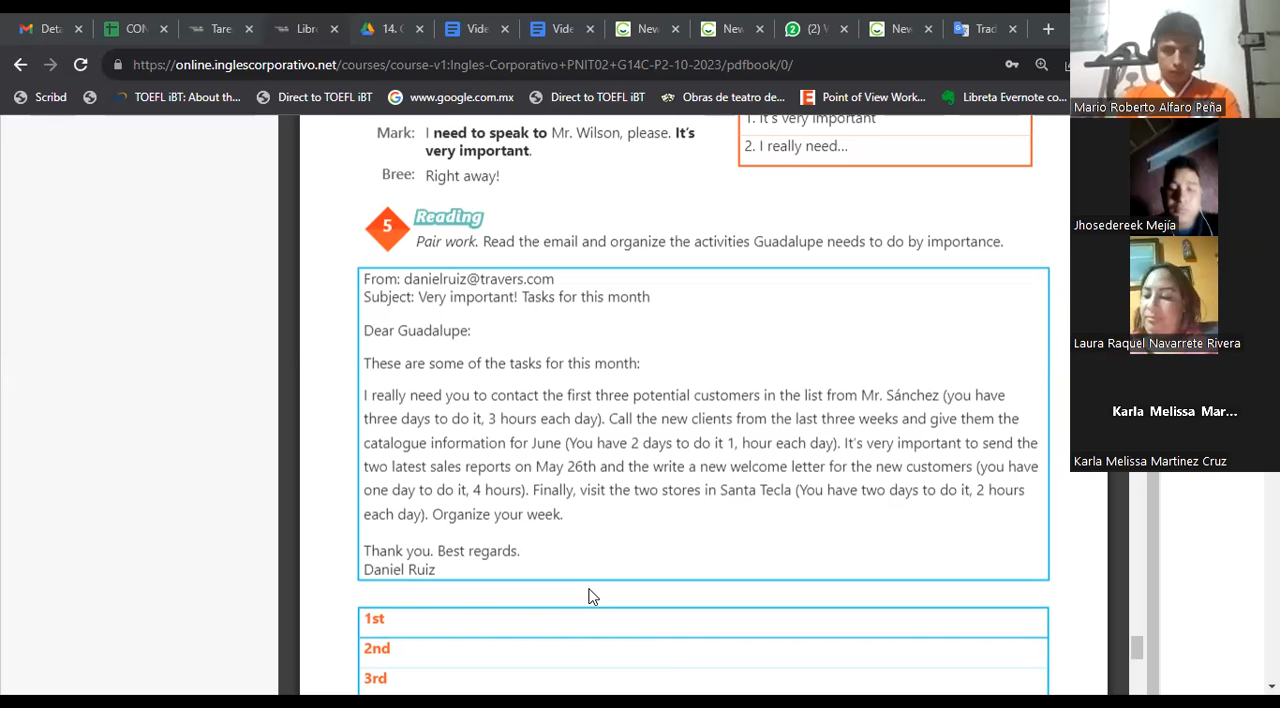 Deta
CON
Tare
Libro
14. C
Vide
Vide
New
New
(2) V
New
Trad
https://online.inglescorporativo.net/courses/course-v1:Ingles-Corporativo+PNIT02+G14C-P2-10-2023/pdfbook/0/
Scribd
TOEFL iBT: About th...
Direct to TOEFL iBT
www.google.com.mx
Direct to TOEFL iBT
Obras de teatro de...
Point of View Work...
Libreta Evernote co...
Mark: I need to speak to Mr. Wilson, please. It's
very important.
Bree: Right away!
1. It's very important
2. I really need...
5 Reading
Pair work. Read the email and organize the activities Guadalupe needs to do by importance.
From: danielruiz@travers.com
Subject: Very important! Tasks for this month
Dear Guadalupe:
These are some of the tasks for this month:
I really need you to contact the first three potential customers in the list from Mr. Sánchez (you have
three days to do it, 3 hours each day). Call the new clients from the last three weeks and give them the
catalogue information for June (You have 2 days to do it 1, hour each day). It's very important to send the
two latest sales reports on May 26th and the write a new welcome letter for the new customers (you have
one day to do it, 4 hours). Finally, visit the two stores in Santa Tecla (You have two days to do it, 2 hours
each day). Organize your week.
Thank you. Best regards.
Daniel Ruiz
1st
2nd
3rd
Mario Roberto Alfaro Peña
Jhosedereek Mejía
Laura Raquel Navarrete Rivera
Karla Melissa Mar...
Karla Melissa Martinez Cruz